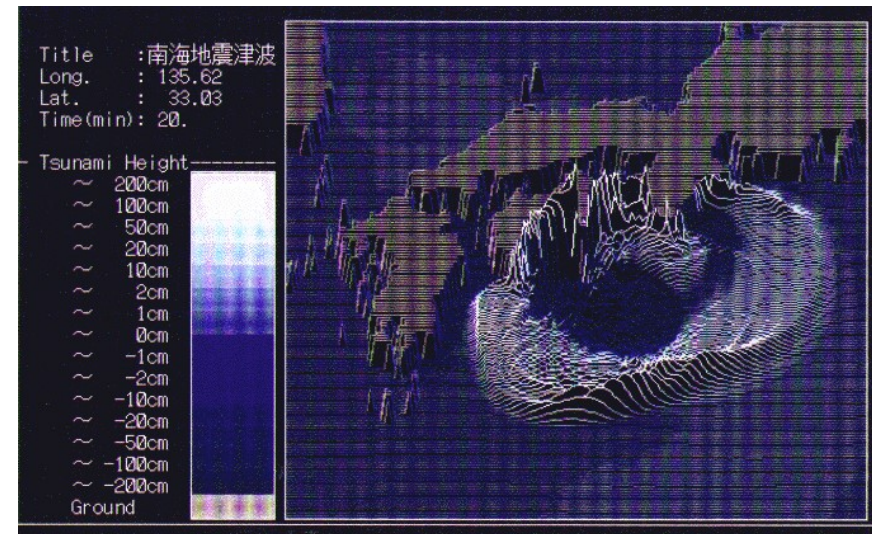 Title    :南海地震津波
Long.    : 135.62
Lat.     :  33.03
Time(min): 20.
Tsunami Height
~ 200cm
~ 100cm
~ 50cm
~ 20cm
~ 10cm
~ 2cm
~ 1cm
~ 0cm
~ -1cm
~ -2cm
~ -10cm
~ -20cm
~ -50cm
~ -100cm
~ -200cm
Ground